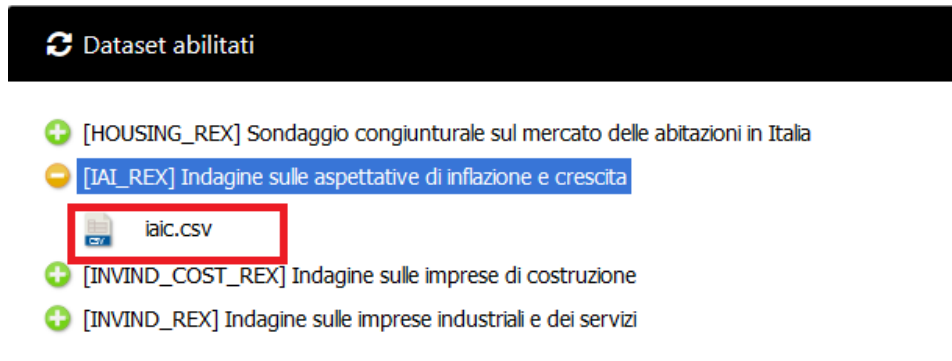 Dataset abilitati
[HOUSING_REX] Sondaggio congiunturale sul mercato delle abitazioni in Italia
[IAI_REX] Indagine sulle aspettative di inflazione e crescita
CSV iaic.csv
[INVIND_COST_REX] Indagine sulle imprese di costruzione
[INVIND_REX] Indagine sulle imprese industriali e dei servizi